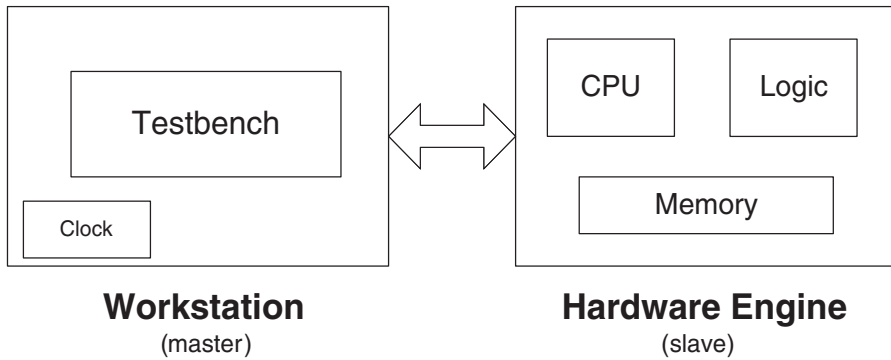 Testbench
Clock
CPU
Logic
Memory
Workstation
(master)
Hardware Engine
(slave)